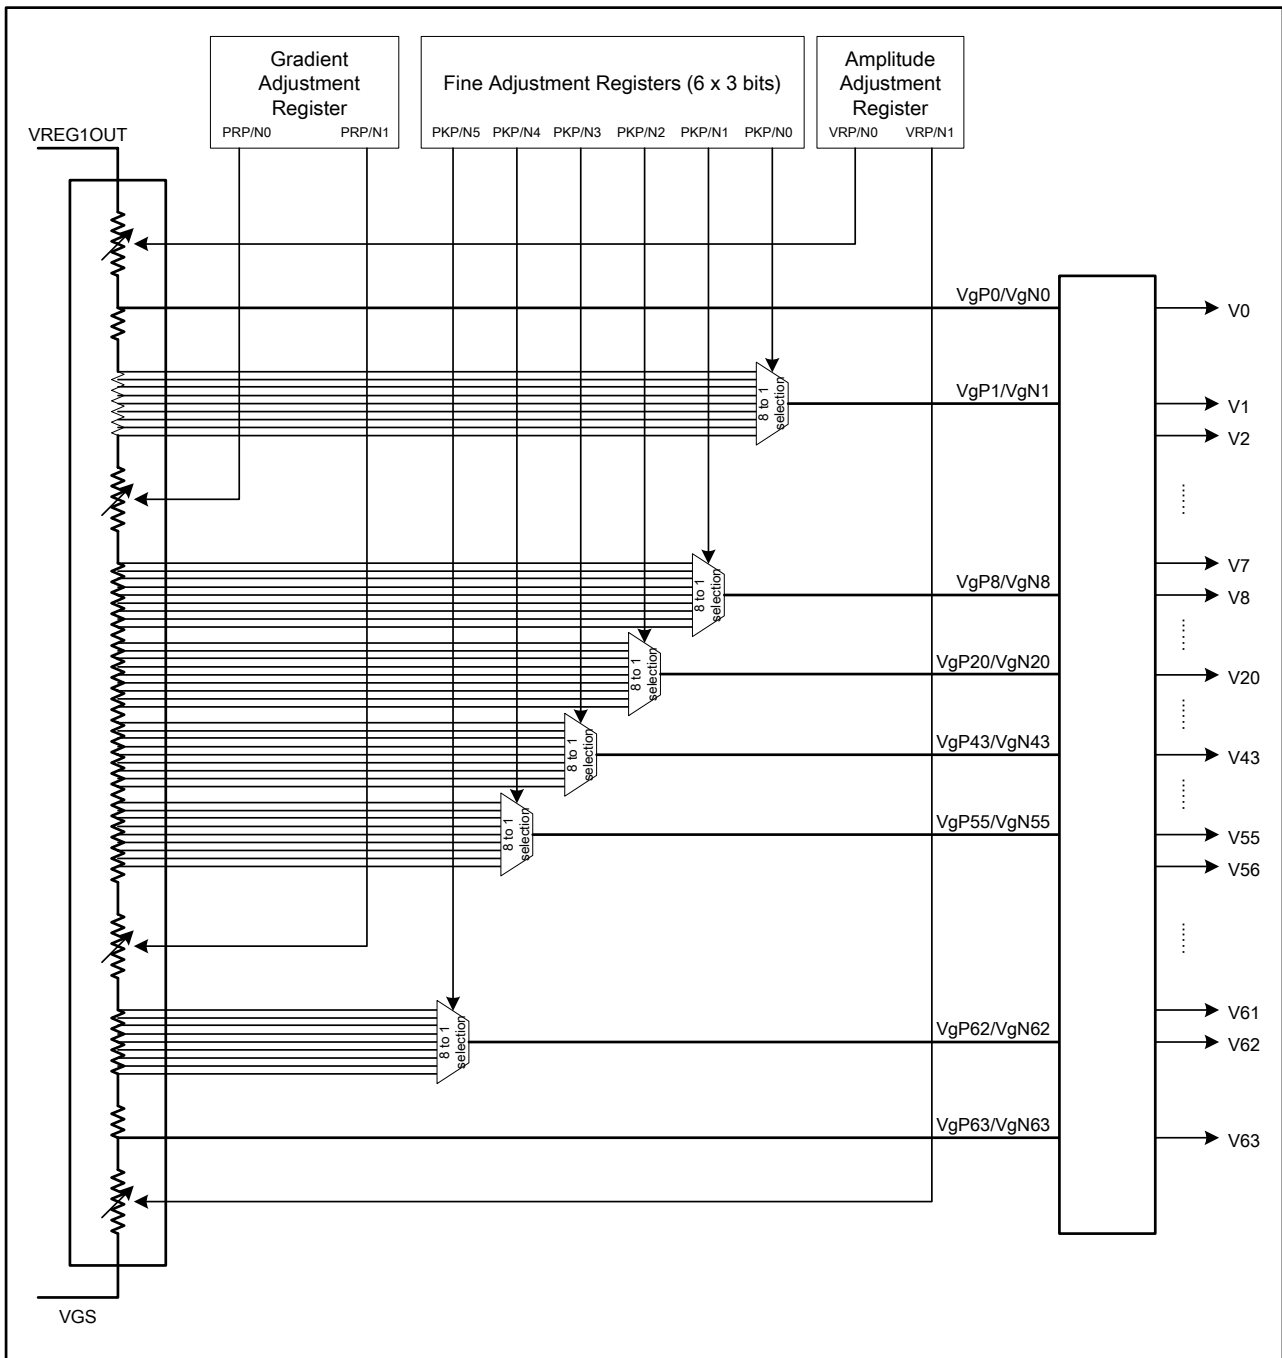 Gradient
Adjustment
Register
PRP/N0 PRP/N1
Fine Adjustment Registers (6 x 3 bits)
PKP/N5 PKP/N4 PKP/N3 PKP/N2 PKP/N1 PKP/N0
Amplitude
Adjustment
Register
VRP/N0 VRP/N1
VREG1OUT
VgP0/VgN0
V0
8 to 1
selection
VgP1/VgN1
V1
V2
V7
8 to 1
selection
VgP8/VgN8
V8
8 to 1
selection
VgP20/VgN20
V20
8 to 1
selection
VgP43/VgN43
V43
8 to 1
selection
VgP55/VgN55
V55
V56
V61
8 to 1
selection
VgP62/VgN62
V62
VgP63/VgN63
V63
VGS